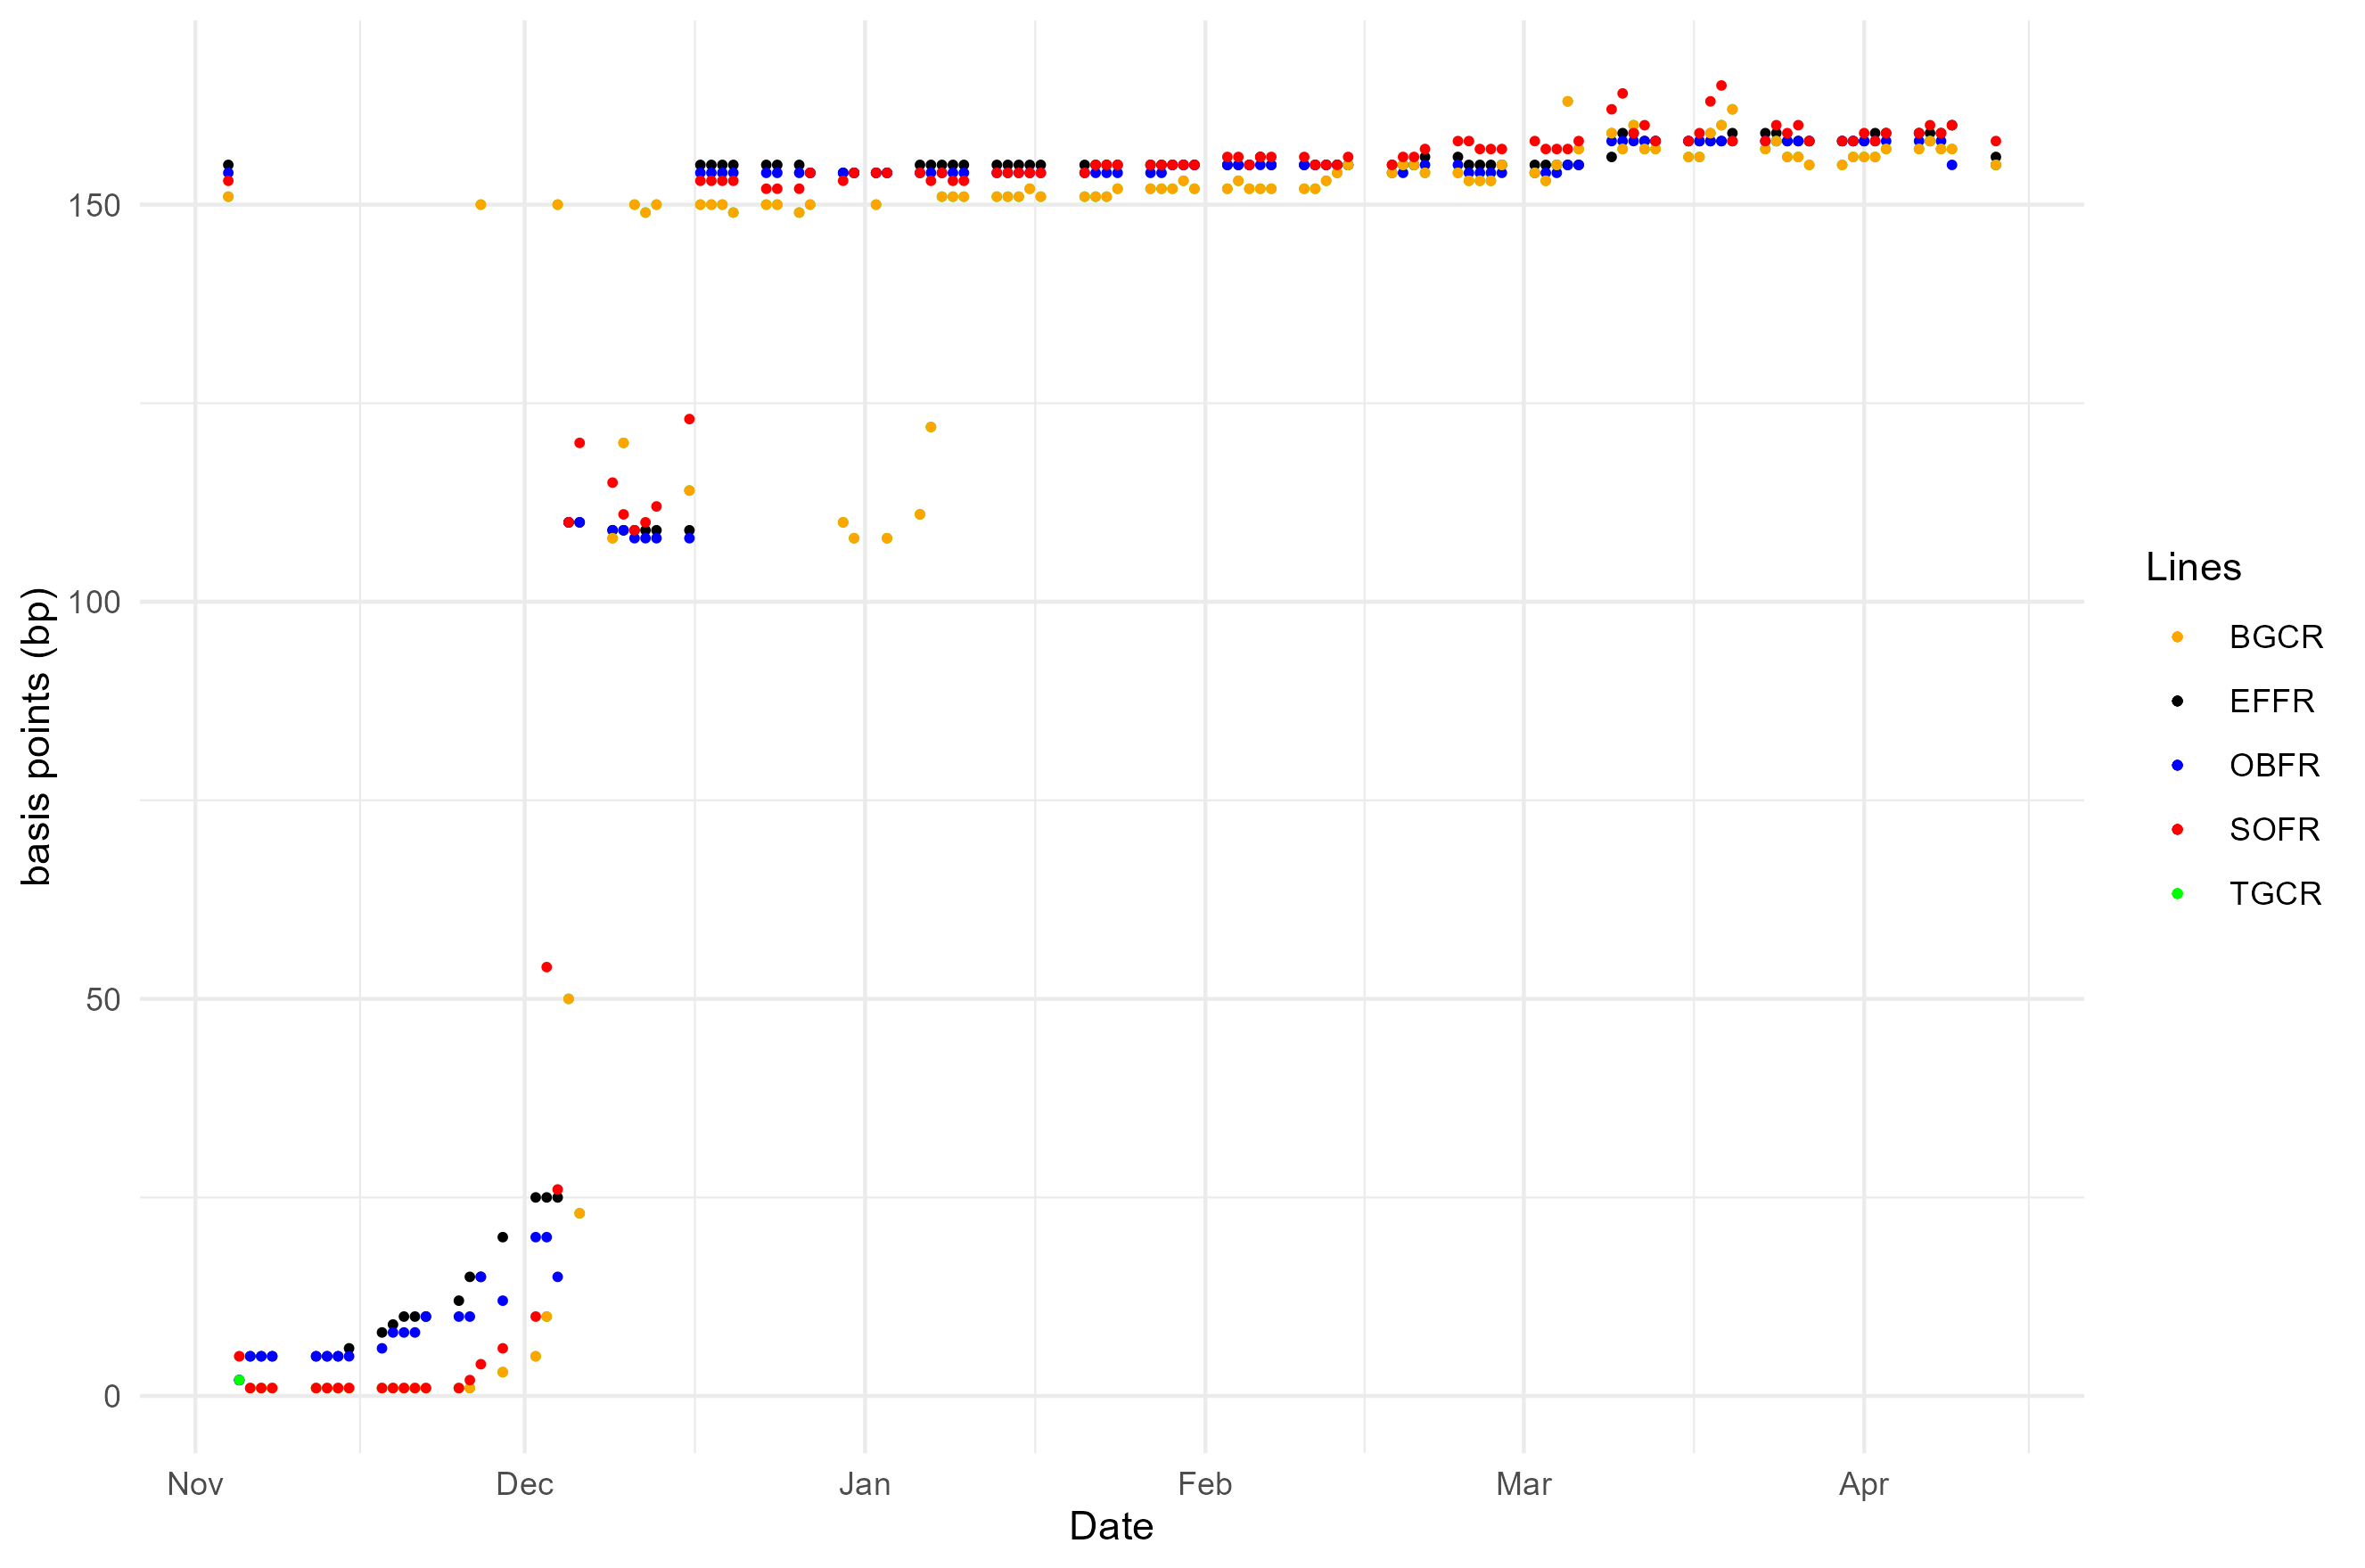 basis points (bp)
150
100
50
0
Nov
Dec
Jan
Feb
Mar
Apr
Date
Lines
BGCR
EFFR
OBFR
SOFR
TGCR